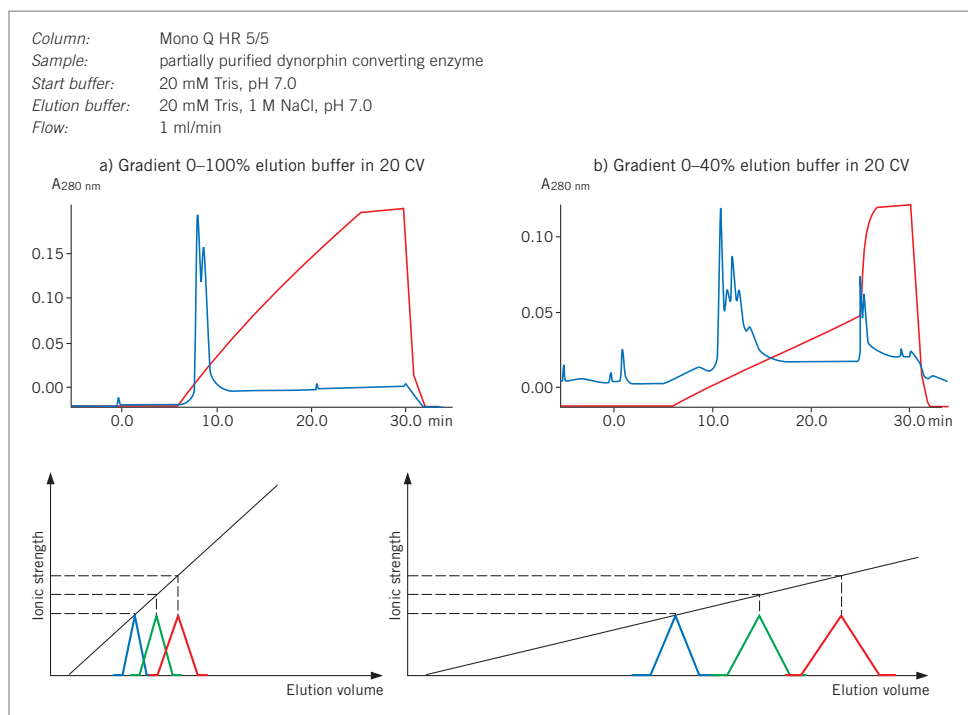 Column: Mono Q HR 5/5
Sample: partially purified dynorphin converting enzyme
Start buffer: 20 mM Tris, pH 7.0
Elution buffer: 20 mM Tris, 1 M NaCl, pH 7.0
Flow: 1 ml/min
a) Gradient 0–100% elution buffer in 20 CV
A280 nm
0.15
0.10
0.05
0.00
0.0 10.0 20.0 30.0 min
b) Gradient 0–40% elution buffer in 20 CV
A280 nm
0.10
0.05
0.00
0.0 10.0 20.0 30.0 min
Ionic strength
Elution volume
Ionic strength
Elution volume